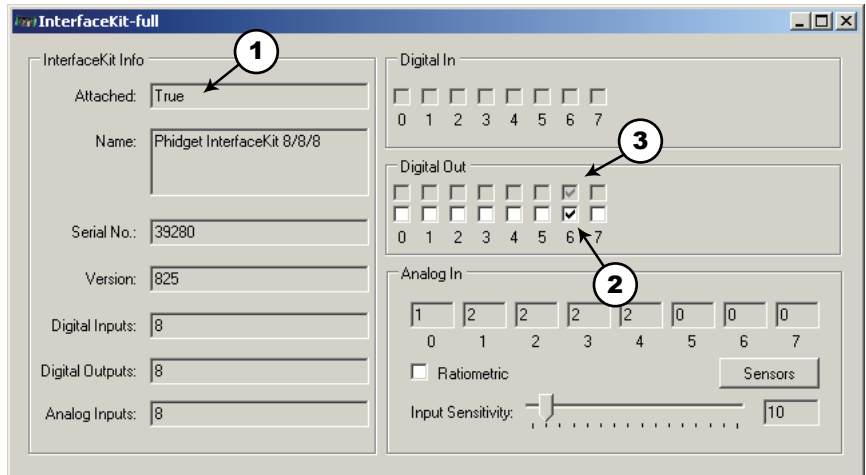 InterfaceKit-full
InterfaceKit Info
1
Attached: True
Name: Phidget InterfaceKit 8/8/8
Serial No.: 39280
Version: 825
Digital Inputs: 8
Digital Outputs: 8
Analog Inputs: 8
Digital In
0 1 2 3 4 5 6 7
3
Digital Out
0 1 2 3 4 5 6 7
2
Analog In
1 2 2 2 2 0 0 0
0 1 2 3 4 5 6 7
Ratiometric
Sensors
Input Sensitivity: 10